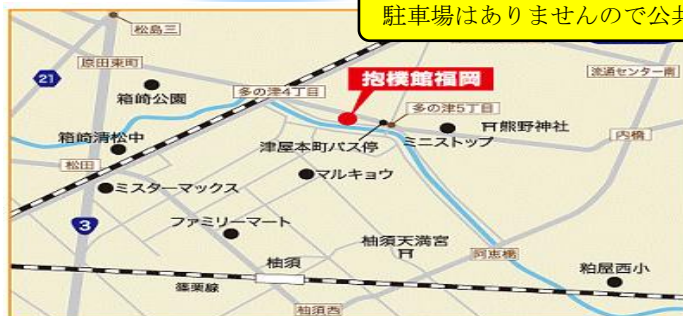 駐車場はありませんので公共
松島三
21
原田東町
箱崎公園
多の津4丁目
抱樸館福岡
流通センター南
多の津5丁目
熊野神社
箱崎清松中
津屋本町バス停
ミニストップ
内橋
松田
マルキョウ
ミスターマックス
3
ファミリーマート
柚須天満宮
柚須
阿恵橋
粕屋西小
篠栗線
柚須西